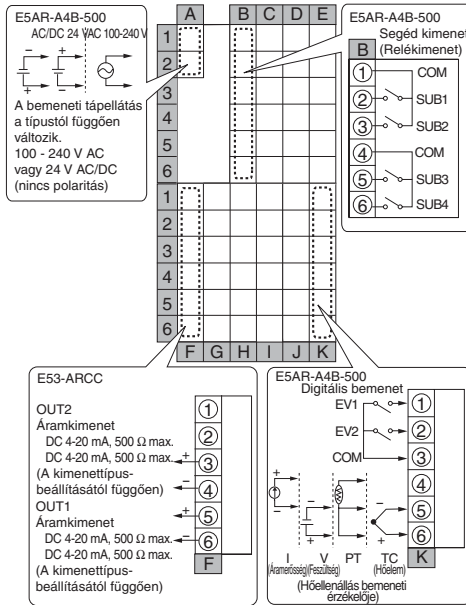 E5AR-A4B-500
AC/DC 24 V
AC 100-240 V
A bemeneti tápellátás
a típustól függően
változik.
100 - 240 V AC
vagy 24 V AC/DC
(nincs polaritás)
A B C D E
1
2
3
4
5
6
1
2
3
4
5
6
F G H I J K
E5AR-A4B-500
Segéd kimenet
(Relékimenet)
B
1 COM
2 SUB1
3 SUB2
4 COM
5 SUB3
6 SUB4
E53-ARCC
OUT2
Áramkimenet
DC 4-20 mA, 500 Ω max.
DC 4-20 mA, 500 Ω max.
(A kimenettípus-
beállításától függően)
OUT1
Áramkimenet
DC 4-20 mA, 500 Ω max.
DC 4-20 mA, 500 Ω max.
(A kimenettípus-
beállításától függően)
1
2
+ 3
− 4
+ 5
− 6
F
E5AR-A4B-500
Digitális bemenet
EV1 1
EV2 2
COM 3
4
5
6
K
+ − − +
− + − +
I V PT TC
(Áramerősség) (Feszültség) (Hőelem)
(Hőellenállás bemeneti
érzékelője)